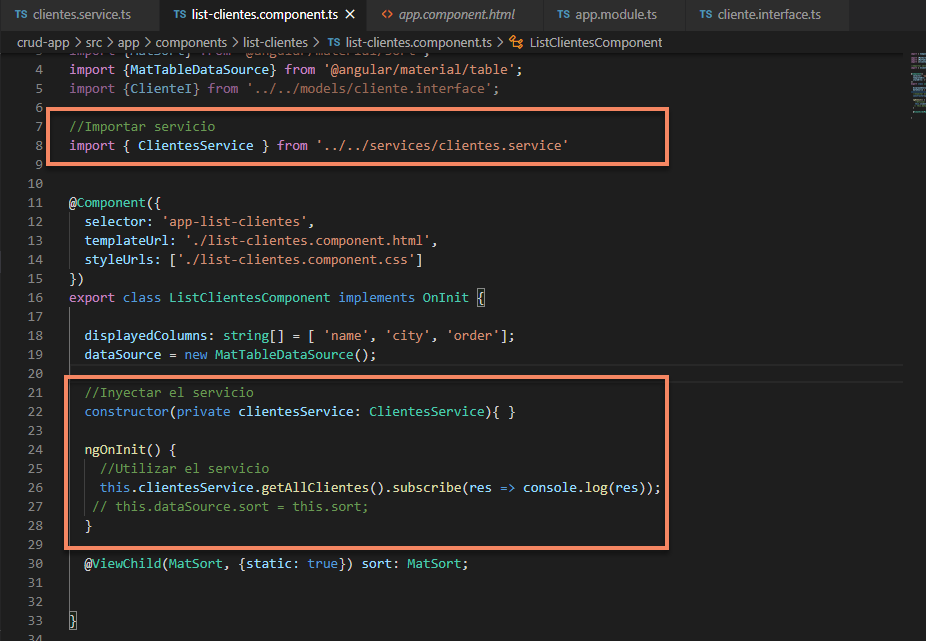 TS clientes.service.ts TS list-clientes.component.ts × <> app.component.html TS app.module.ts TS cliente.interface.ts
crud-app > src > app > components > list-clientes > TS list-clientes.component.ts > ListClientesComponent
4 import {MatTableDataSource} from '@angular/material/table';
5 import {ClienteI} from '../../models/cliente.interface';
6
7 //Importar servicio
8 import { ClientesService } from '../../services/clientes.service'
9
10
11 @Component({
12 selector: 'app-list-clientes',
13 templateUrl: './list-clientes.component.html',
14 styleUrls: ['./list-clientes.component.css']
15 })
16 export class ListClientesComponent implements OnInit {
17
18 displayedColumns: string[] = [ 'name', 'city', 'order'];
19 dataSource = new MatTableDataSource();
20
21 //Inyectar el servicio
22 constructor(private clientesService: ClientesService){ }
23
24 ngOnInit() {
25 //Utilizar el servicio
26 this.clientesService.getAllClientes().subscribe(res => console.log(res));
27 // this.dataSource.sort = this.sort;
28 }
29
30 @ViewChild(MatSort, {static: true}) sort: MatSort;
31
32
33 }
34